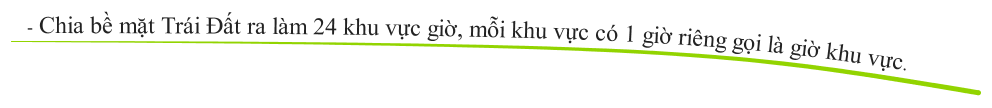 - Chia bề mặt Trái Đất ra làm 24 khu vực giờ, mỗi khu vực có 1 giờ riêng gọi là giờ khu vực.